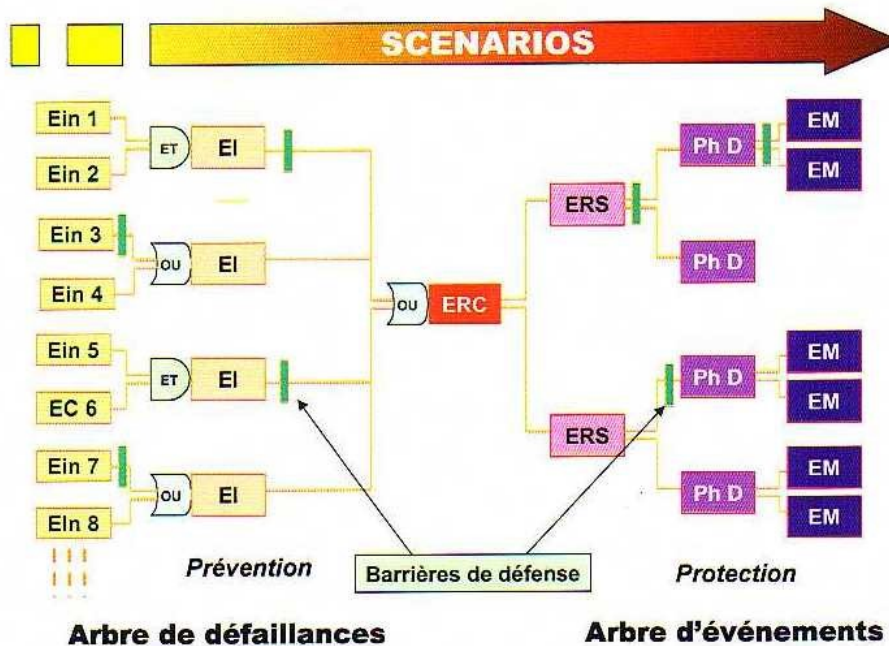 SCENARIOS
Ein 1
Ein 2
Ein 3
Ein 4
Ein 5
EC 6
Ein 7
EIn 8
ET
OU
ET
OU
EI
EI
EI
EI
OU
ERC
ERS
ERS
Ph D
Ph D
Ph D
Ph D
EM
EM
EM
EM
EM
EM
Prévention
Barrières de défense
Protection
Arbre de défaillances
Arbre d'événements